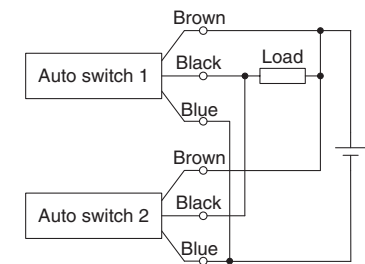 Brown
Auto switch 1
Black
Load
Blue
Brown
Auto switch 2
Black
Blue